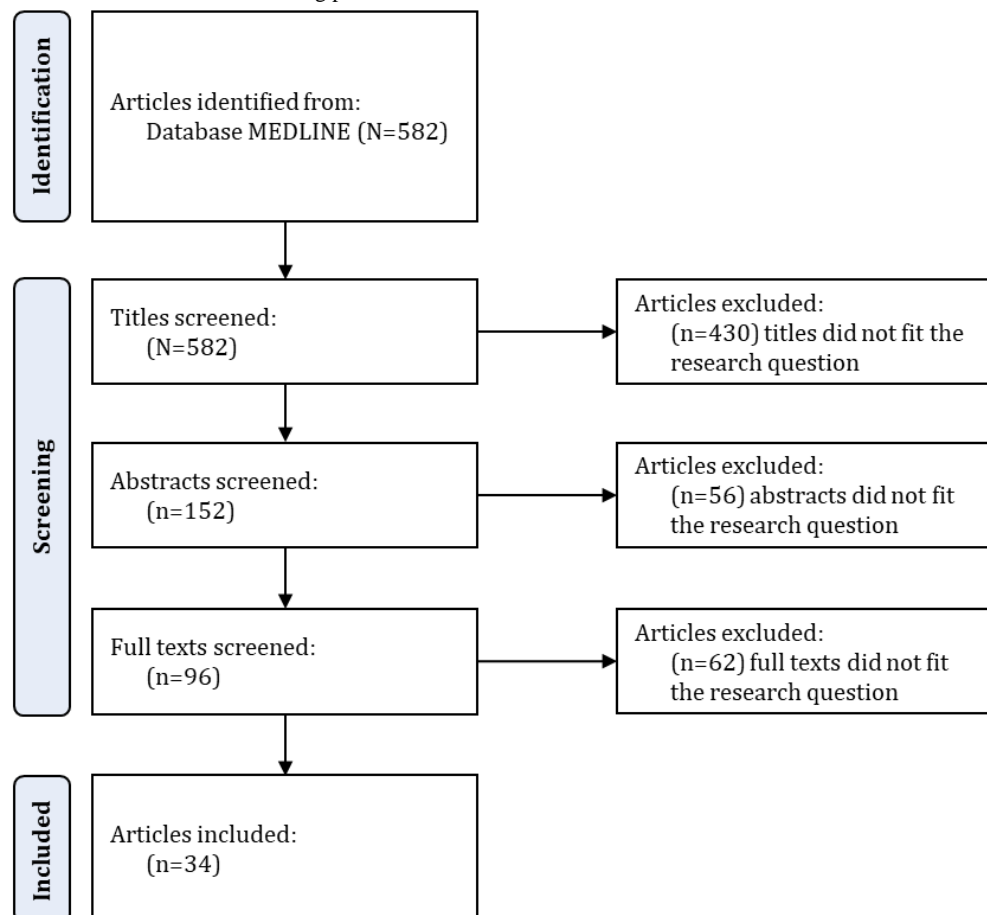 Identification
Articles identified from:
Database MEDLINE (N=582)
Screening
Titles screened:
(N=582)
Articles excluded:
(n=430) titles did not fit the
research question
Abstracts screened:
(n=152)
Articles excluded:
(n=56) abstracts did not fit
the research question
Full texts screened:
(n=96)
Articles excluded:
(n=62) full texts did not fit
the research question
Included
Articles included:
(n=34)